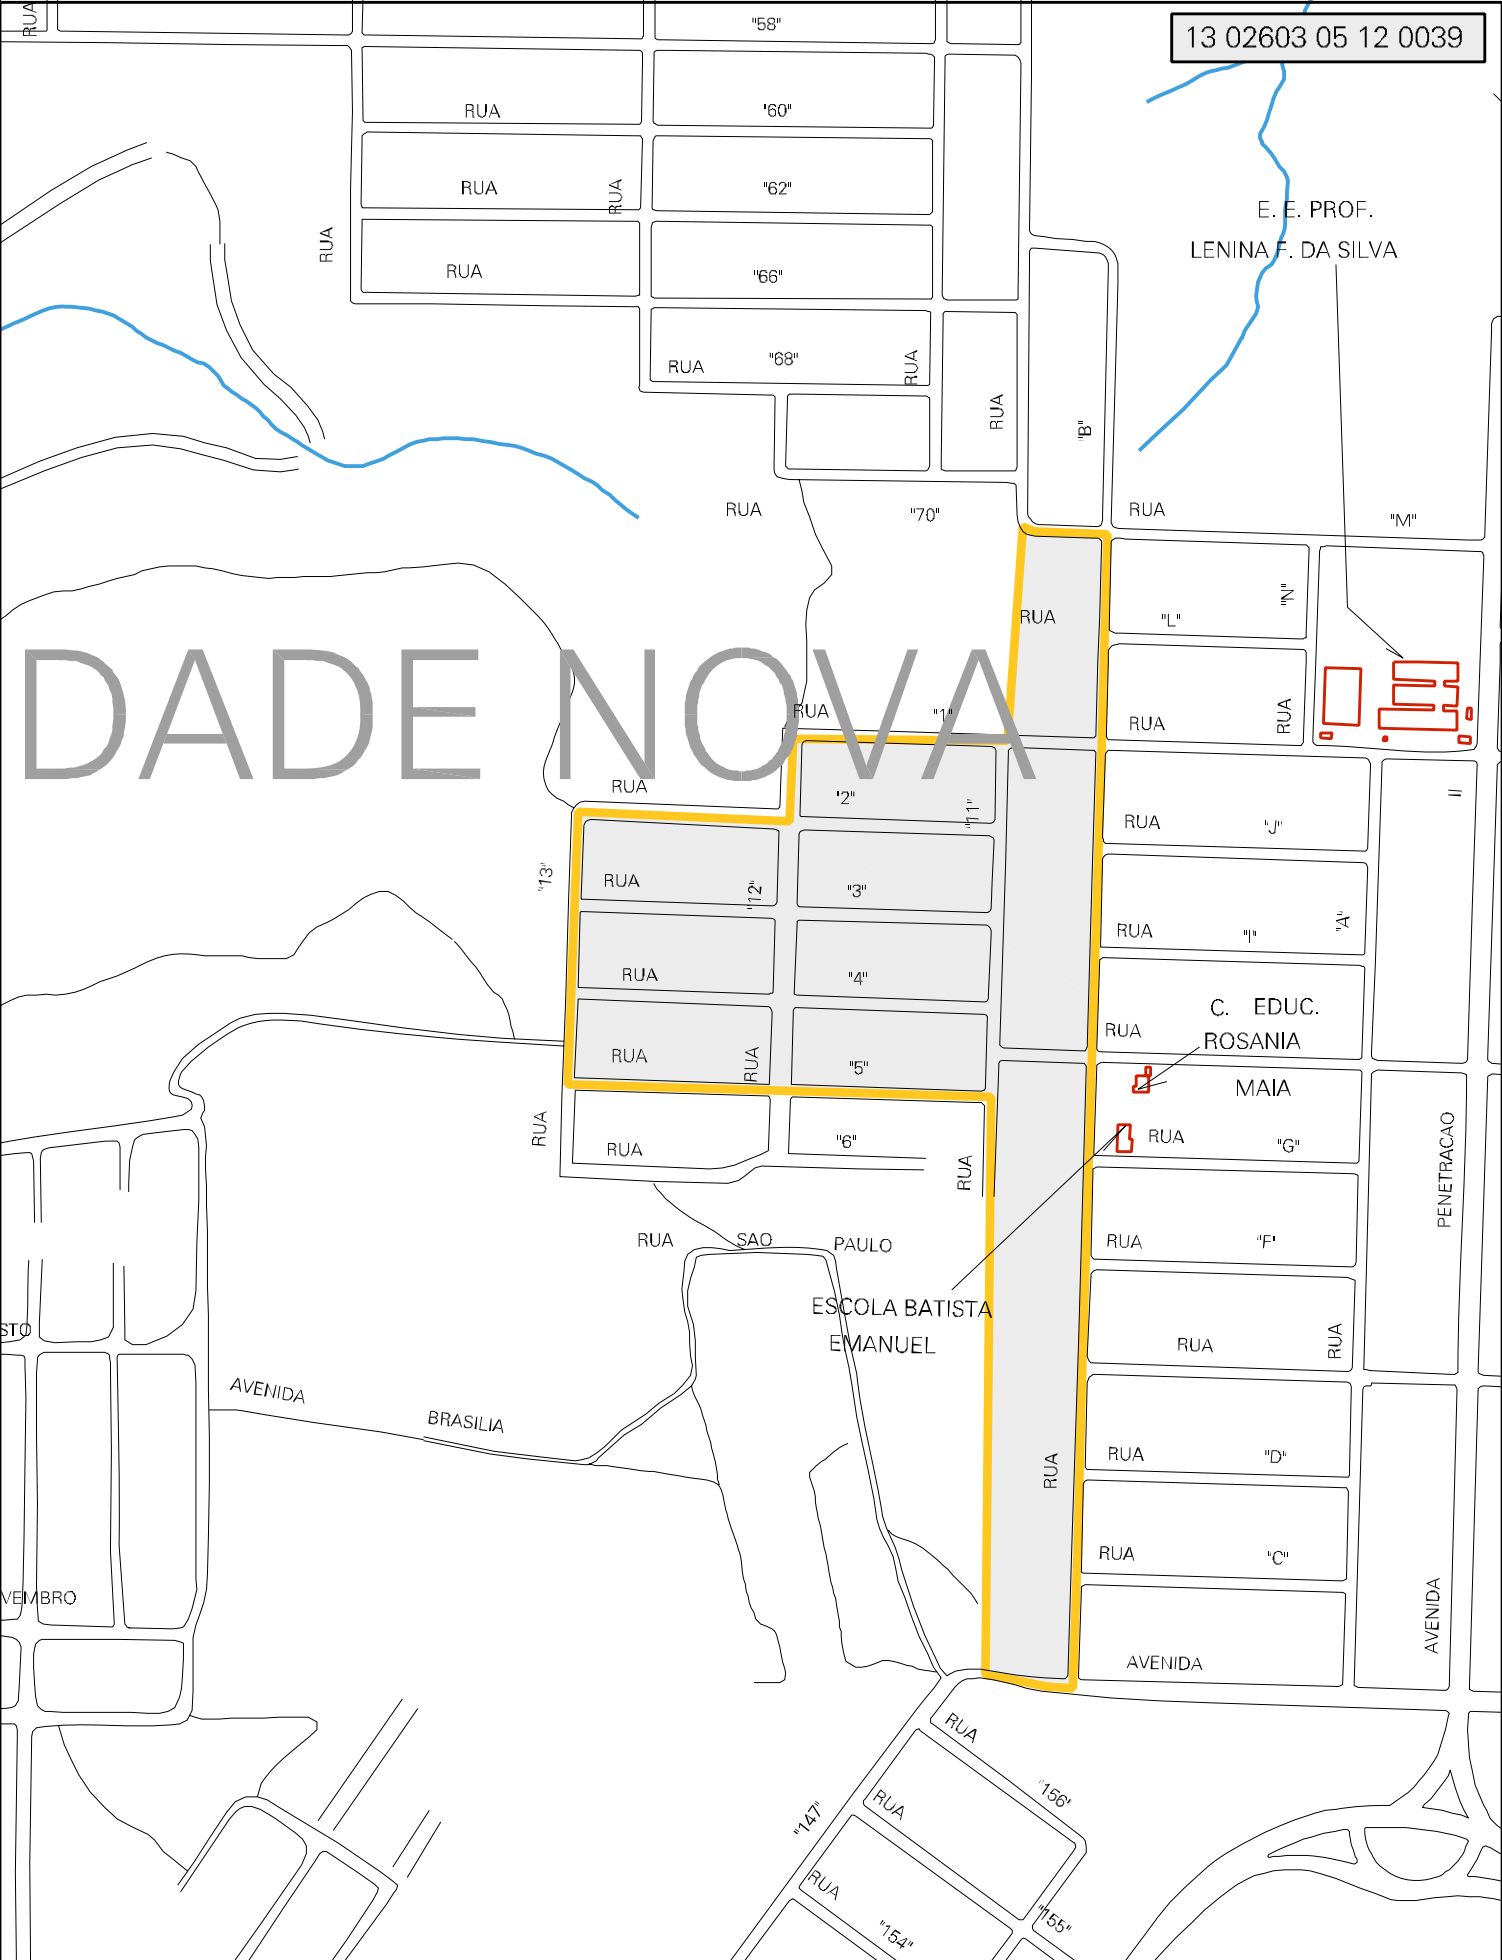 RUA
"58"
13 02603 05 12 0039
RUA
"60"
RUA
RUA
"62"
E. E. PROF.
LENINA F. DA SILVA
RUA
RUA
"66"
RUA
"68"
RUA
RUA
"B"
RUA
"70"
RUA
"M"
RUA
"L"
"N"
DADE NOVA
RUA
"1"
RUA
RUA
RUA
'2"
"11"
RUA
"J"
II
"13"
RUA
"12"
"3"
RUA
"I"
"A"
RUA
"4"
C. EDUC.
ROSANIA
MAIA
RUA
RUA
RUA
"5"
RUA
RUA
"6"
RUA
RUA
"G"
PENETRACAO
RUA
SAO
PAULO
RUA
"F"
ESCOLA BATISTA
EMANUEL
STO
RUA
RUA
AVENIDA
BRASILIA
RUA
RUA
"D"
RUA
"C"
VEMBRO
AVENIDA
AVENIDA
RUA
"156'
RUA
"147"
RUA
"155"
"154"